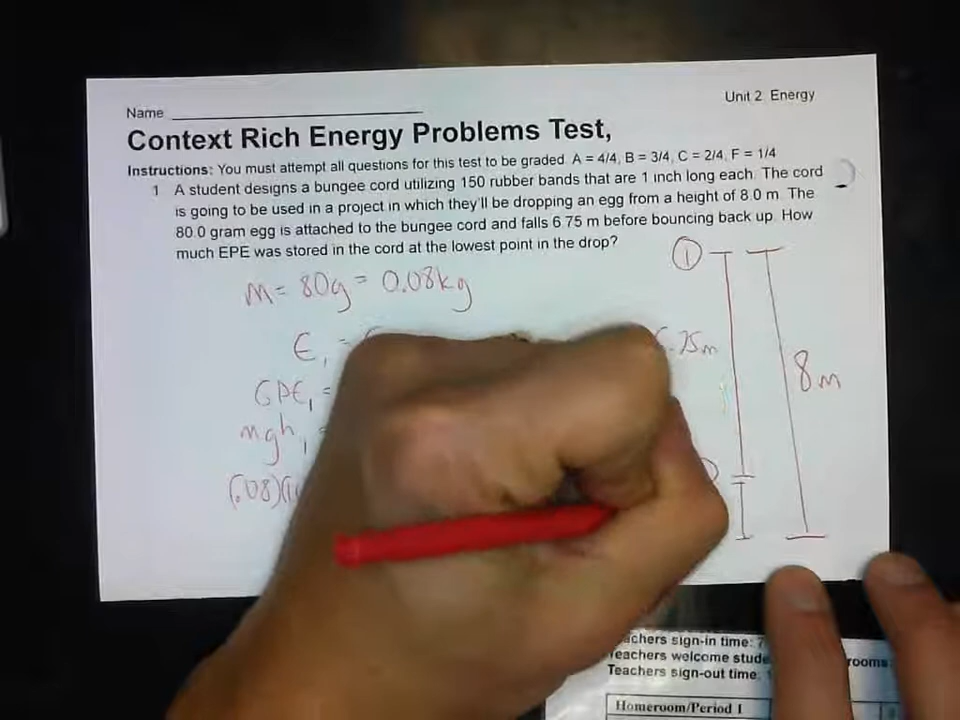 Name
Unit 2 Energy
Context Rich Energy Problems Test,
Instructions: You must attempt all questions for this test to be graded A = 4/4, B = 3/4, C = 2/4, F = 1/4
1 A student designs a bungee cord utilizing 150 rubber bands that are 1 inch long each. The cord
is going to be used in a project in which they'll be dropping an egg from a height of 8 0 m The
80.0 gram egg is attached to the bungee cord and falls 6 75 m before bouncing back up. How
much EPE was stored in the cord at the lowest point in the drop?
1
m = 80g = 0.08kg
E1 =
.75m
8m
GPE1 =
mgh1
(.08)(
achers sign-in time: 7
Teachers welcome stude
rooms
Teachers sign-out time:
Homeroom/Period 1